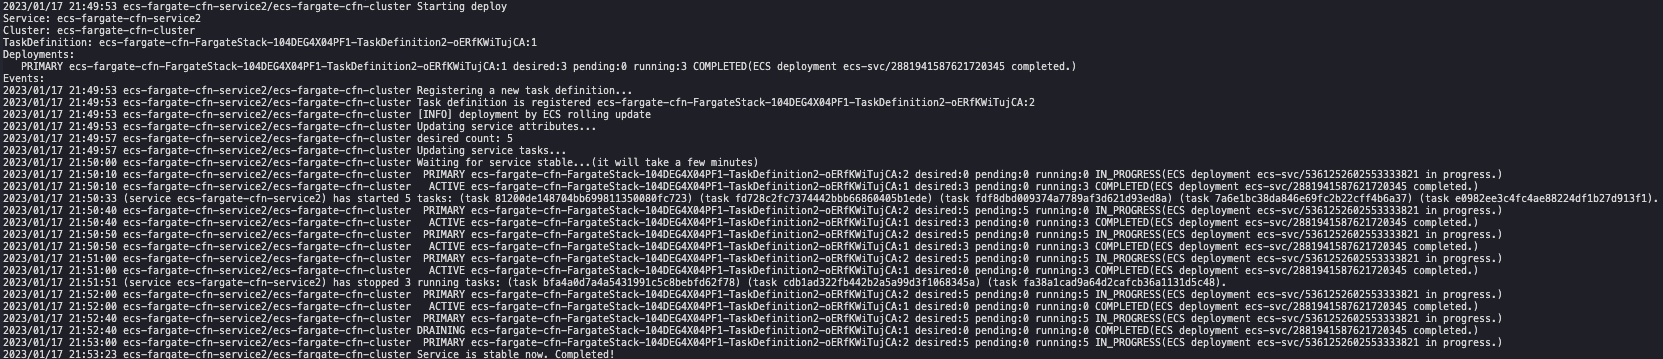 2023/01/17 21:49:53 ecs-fargate-cfn-service2/ecs-fargate-cfn-cluster Starting deploy
Service: ecs-fargate-cfn-service2
Cluster: ecs-fargate-cfn-cluster
TaskDefinition: ecs-fargate-cfn-FargateStack-104DEG4X04PF1-TaskDefinition2-oERfKWiTujCA:1
Deployments:
PRIMARY ecs-fargate-cfn-FargateStack-104DEG4X04PF1-TaskDefinition2-oERfKWiTujCA:1 desired:3 pending:0 running:3 COMPLETED(ECS deployment ecs-svc/2881941587621720345 completed.)
Events:
2023/01/17 21:49:53 ecs-fargate-cfn-service2/ecs-fargate-cfn-cluster Registering a new task definition...
2023/01/17 21:49:53 ecs-fargate-cfn-service2/ecs-fargate-cfn-cluster Task definition is registered ecs-fargate-cfn-FargateStack-104DEG4X04PF1-TaskDefinition2-oERfKWiTujCA:2
2023/01/17 21:49:53 ecs-fargate-cfn-service2/ecs-fargate-cfn-cluster [INFO] deployment by ECS rolling update
2023/01/17 21:49:53 ecs-fargate-cfn-service2/ecs-fargate-cfn-cluster Updating service attributes...
2023/01/17 21:49:57 ecs-fargate-cfn-service2/ecs-fargate-cfn-cluster desired count: 5
2023/01/17 21:49:57 ecs-fargate-cfn-service2/ecs-fargate-cfn-cluster Updating service tasks...
2023/01/17 21:50:00 ecs-fargate-cfn-service2/ecs-fargate-cfn-cluster Waiting for service stable...(it will take a few minutes)
2023/01/17 21:50:10 ecs-fargate-cfn-service2/ecs-fargate-cfn-cluster PRIMARY ecs-fargate-cfn-FargateStack-104DEG4X04PF1-TaskDefinition2-oERfKWiTujCA:2 desired:0 pending:0 running:0 IN_PROGRESS(ECS deployment ecs-svc/5361252602553333821 in progress.)
2023/01/17 21:50:10 ecs-fargate-cfn-service2/ecs-fargate-cfn-cluster ACTIVE ecs-fargate-cfn-FargateStack-104DEG4X04PF1-TaskDefinition2-oERfKWiTujCA:1 desired:3 pending:0 running:3 COMPLETED(ECS deployment ecs-svc/2881941587621720345 completed.)
2023/01/17 21:50:33 (service ecs-fargate-cfn-service2) has started 5 tasks: (task 81200de148704bb699811350080fc723) (task fd728c2fc7374442bbb66860405b1ede) (task fdf8dbd009374a7789af3d621d93ed8a) (task 7a6e1bc38da846e69fc2b22cff4b6a37) (task e0982ee3c4fc4ae88224df1b27d913f1).
2023/01/17 21:50:40 ecs-fargate-cfn-service2/ecs-fargate-cfn-cluster PRIMARY ecs-fargate-cfn-FargateStack-104DEG4X04PF1-TaskDefinition2-oERfKWiTujCA:2 desired:5 pending:5 running:0 IN_PROGRESS(ECS deployment ecs-svc/5361252602553333821 in progress.)
2023/01/17 21:50:40 ecs-fargate-cfn-service2/ecs-fargate-cfn-cluster ACTIVE ecs-fargate-cfn-FargateStack-104DEG4X04PF1-TaskDefinition2-oERfKWiTujCA:1 desired:3 pending:0 running:3 COMPLETED(ECS deployment ecs-svc/2881941587621720345 completed.)
2023/01/17 21:50:50 ecs-fargate-cfn-service2/ecs-fargate-cfn-cluster PRIMARY ecs-fargate-cfn-FargateStack-104DEG4X04PF1-TaskDefinition2-oERfKWiTujCA:2 desired:5 pending:0 running:5 IN_PROGRESS(ECS deployment ecs-svc/5361252602553333821 in progress.)
2023/01/17 21:50:50 ecs-fargate-cfn-service2/ecs-fargate-cfn-cluster ACTIVE ecs-fargate-cfn-FargateStack-104DEG4X04PF1-TaskDefinition2-oERfKWiTujCA:1 desired:3 pending:0 running:3 COMPLETED(ECS deployment ecs-svc/2881941587621720345 completed.)
2023/01/17 21:51:00 ecs-fargate-cfn-service2/ecs-fargate-cfn-cluster PRIMARY ecs-fargate-cfn-FargateStack-104DEG4X04PF1-TaskDefinition2-oERfKWiTujCA:2 desired:5 pending:0 running:5 IN_PROGRESS(ECS deployment ecs-svc/5361252602553333821 in progress.)
2023/01/17 21:51:00 ecs-fargate-cfn-service2/ecs-fargate-cfn-cluster ACTIVE ecs-fargate-cfn-FargateStack-104DEG4X04PF1-TaskDefinition2-oERfKWiTujCA:1 desired:3 pending:0 running:3 COMPLETED(ECS deployment ecs-svc/2881941587621720345 completed.)
2023/01/17 21:51:51 (service ecs-fargate-cfn-service2) has stopped 3 running tasks: (task bfa4a0d7a4a5431991c5c8bebfd62f78) (task cdb1ad322fb442b2a5a99d3f1068345a) (task fa38a1cad9a64d2cafcb36a1131d5c48).
2023/01/17 21:52:00 ecs-fargate-cfn-service2/ecs-fargate-cfn-cluster PRIMARY ecs-fargate-cfn-FargateStack-104DEG4X04PF1-TaskDefinition2-oERfKWiTujCA:2 desired:5 pending:0 running:5 IN_PROGRESS(ECS deployment ecs-svc/5361252602553333821 in progress.)
2023/01/17 21:52:00 ecs-fargate-cfn-service2/ecs-fargate-cfn-cluster ACTIVE ecs-fargate-cfn-FargateStack-104DEG4X04PF1-TaskDefinition2-oERfKWiTujCA:1 desired:0 pending:0 running:0 COMPLETED(ECS deployment ecs-svc/2881941587621720345 completed.)
2023/01/17 21:52:40 ecs-fargate-cfn-service2/ecs-fargate-cfn-cluster PRIMARY ecs-fargate-cfn-FargateStack-104DEG4X04PF1-TaskDefinition2-oERfKWiTujCA:2 desired:5 pending:0 running:5 IN_PROGRESS(ECS deployment ecs-svc/5361252602553333821 in progress.)
2023/01/17 21:52:40 ecs-fargate-cfn-service2/ecs-fargate-cfn-cluster DRAINING ecs-fargate-cfn-FargateStack-104DEG4X04PF1-TaskDefinition2-oERfKWiTujCA:1 desired:0 pending:0 running:0 COMPLETED(ECS deployment ecs-svc/2881941587621720345 completed.)
2023/01/17 21:53:00 ecs-fargate-cfn-service2/ecs-fargate-cfn-cluster PRIMARY ecs-fargate-cfn-FargateStack-104DEG4X04PF1-TaskDefinition2-oERfKWiTujCA:2 desired:5 pending:0 running:5 IN_PROGRESS(ECS deployment ecs-svc/5361252602553333821 in progress.)
2023/01/17 21:53:23 ecs-fargate-cfn-service2/ecs-fargate-cfn-cluster Service is stable now. Completed!